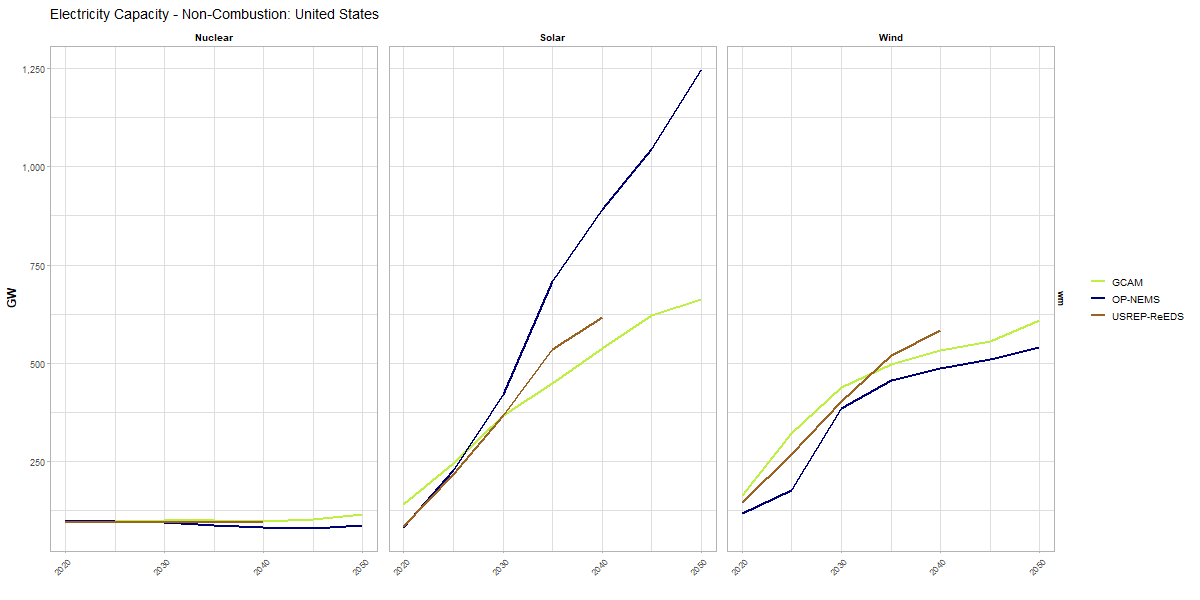 Electricity Capacity - Non-Combustion: United States
Nuclear Solar Wind
1,250
1,000
750
500
250
GW
2020 2030 2040 2050 2020 2030 2040 2050 2020 2030 2040 2050
wm
GCAM
OP-NEMS
USREP-ReEDS